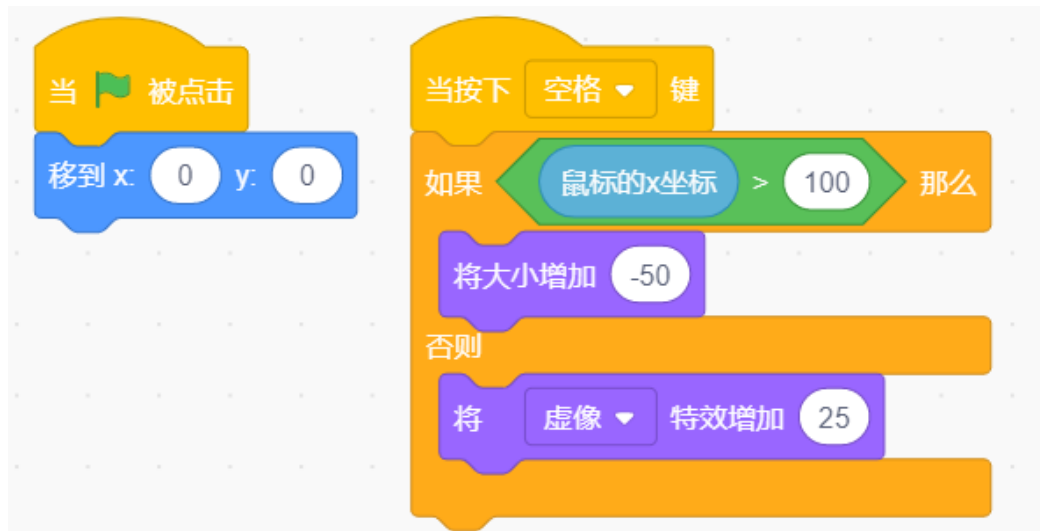 当 被点击
移到 x: 0 y: 0
当按下 空格 键
如果 鼠标的x坐标 > 100 那么
将大小增加 -50
否则
将 虚像 特效增加 25